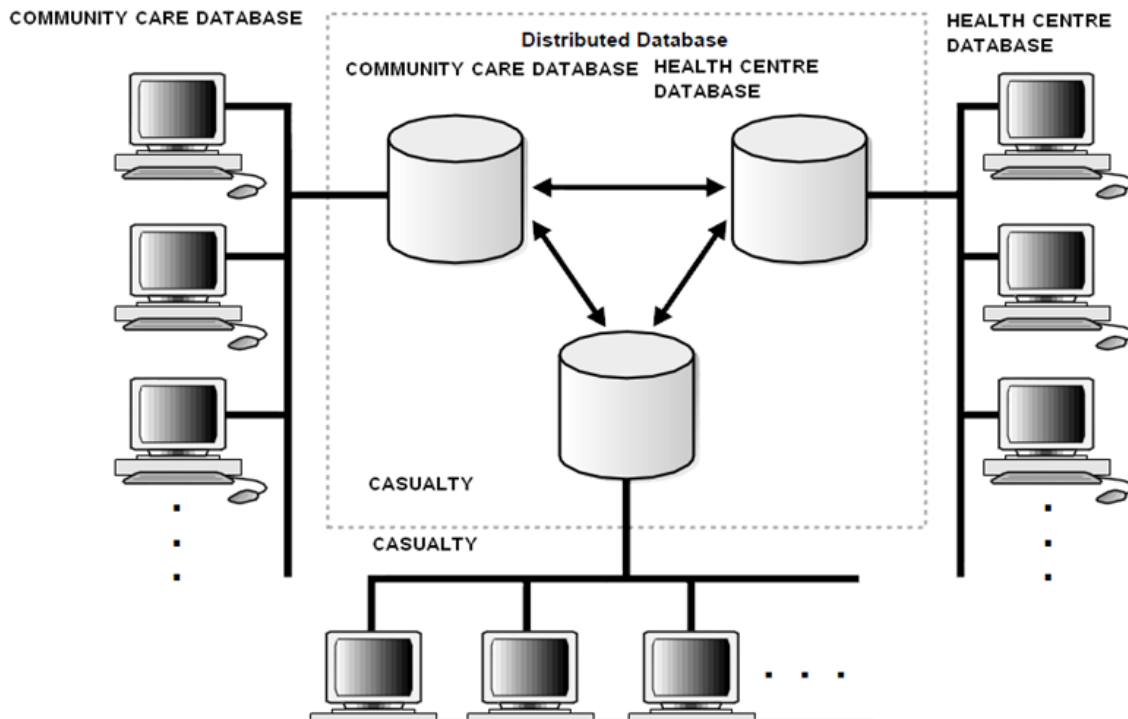 COMMUNITY CARE DATABASE
HEALTH CENTRE
DATABASE
Distributed Database
COMMUNITY CARE DATABASE
HEALTH CENTRE
DATABASE
CASUALTY
CASUALTY